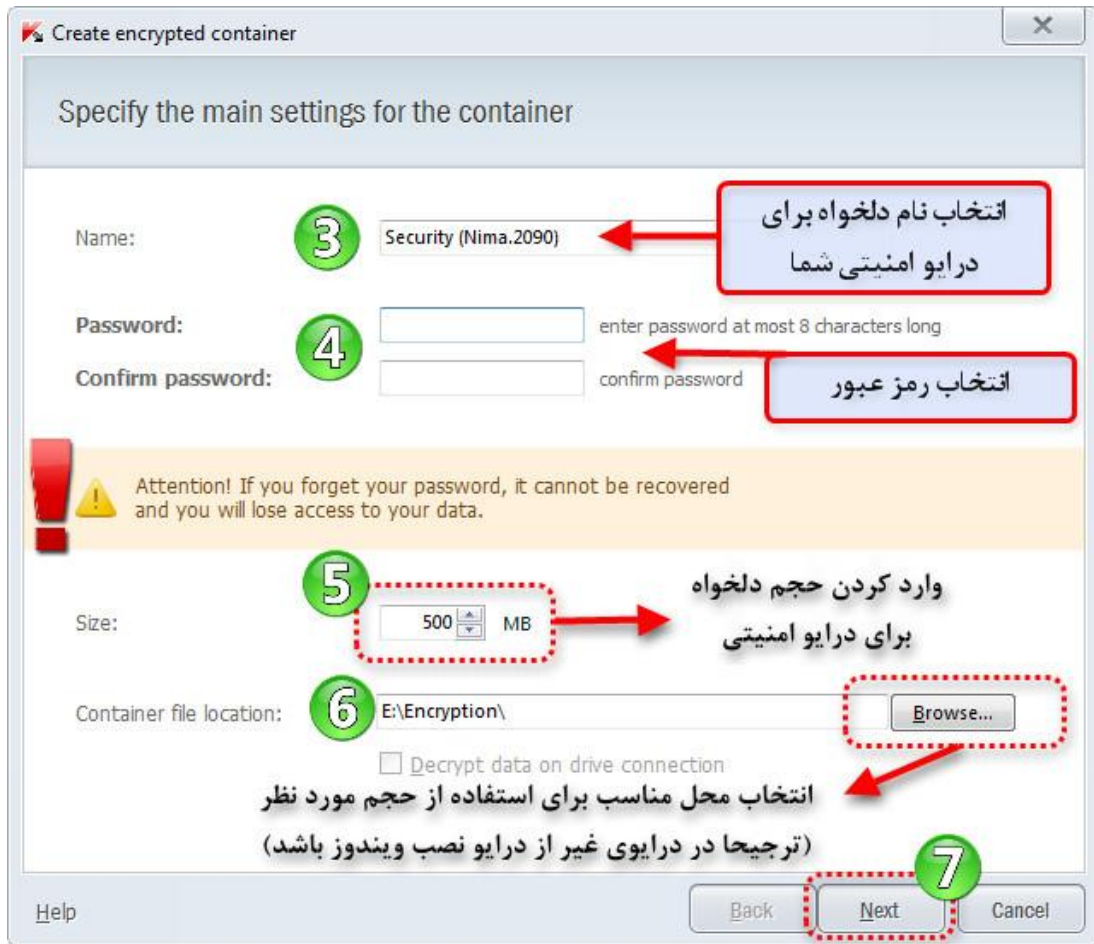 Create encrypted container
Specify the main settings for the container
3
Name:
Security (Nima.2090)
انتخاب نام دلخواه برای
درایو امنیتی شما
Password:
enter password at most 8 characters long
4
Confirm password:
confirm password
انتخاب رمز عبور
Attention! If you forget your password, it cannot be recovered
and you will lose access to your data.
5
Size:
500 MB
وارد کردن حجم دلخواه
برای درایو امنیتی
Container file location:
6
E:\Encryption\
Browse...
Decrypt data on drive connection
انتخاب محل مناسب برای استفاده از حجم مورد نظر
(ترجیحا در درایوی غیر از درایو نصب ویندوز باشد)
7
Help
Back
Next
Cancel